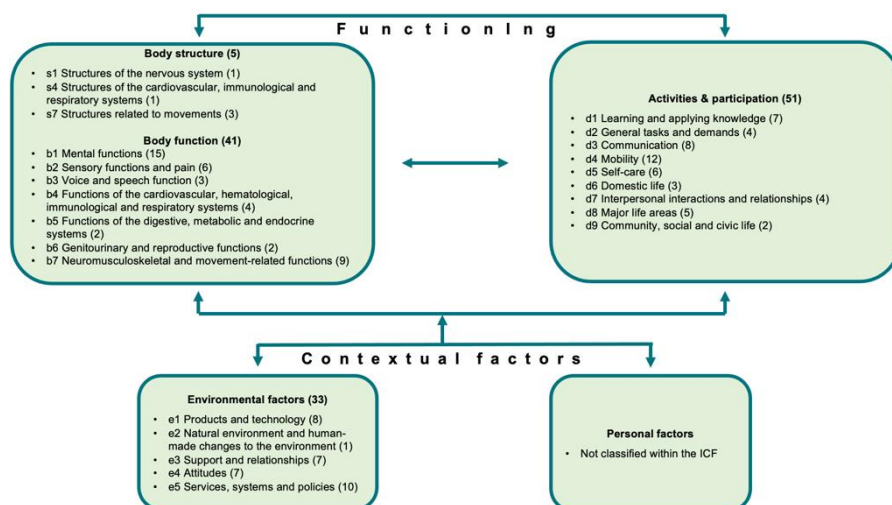 FunctionIng
Body structure (5)
• s1 Structures of the nervous system (1)
• s4 Structures of the cardiovascular, immunological and
respiratory systems (1)
• s7 Structures related to movements (3)
Body function (41)
• b1 Mental functions (15)
• b2 Sensory functions and pain (6)
• b3 Voice and speech function (3)
• b4 Functions of the cardiovascular, hematological,
immunological and respiratory systems (4)
• b5 Functions of the digestive, metabolic and endocrine
systems (2)
• b6 Genitourinary and reproductive functions (2)
• b7 Neuromusculoskeletal and movement-related functions (9)
Activities & participation (51)
• d1 Learning and applying knowledge (7)
• d2 General tasks and demands (4)
• d3 Communication (8)
• d4 Mobility (12)
• d5 Self-care (6)
• d6 Domestic life (3)
• d7 Interpersonal interactions and relationships (4)
• d8 Major life areas (5)
• d9 Community, social and civic life (2)
Contextual factors
Environmental factors (33)
• e1 Products and technology (8)
• e2 Natural environment and human-
made changes to the environment (1)
• e3 Support and relationships (7)
• e4 Attitudes (7)
• e5 Services, systems and policies (10)
Personal factors
• Not classified within the ICF